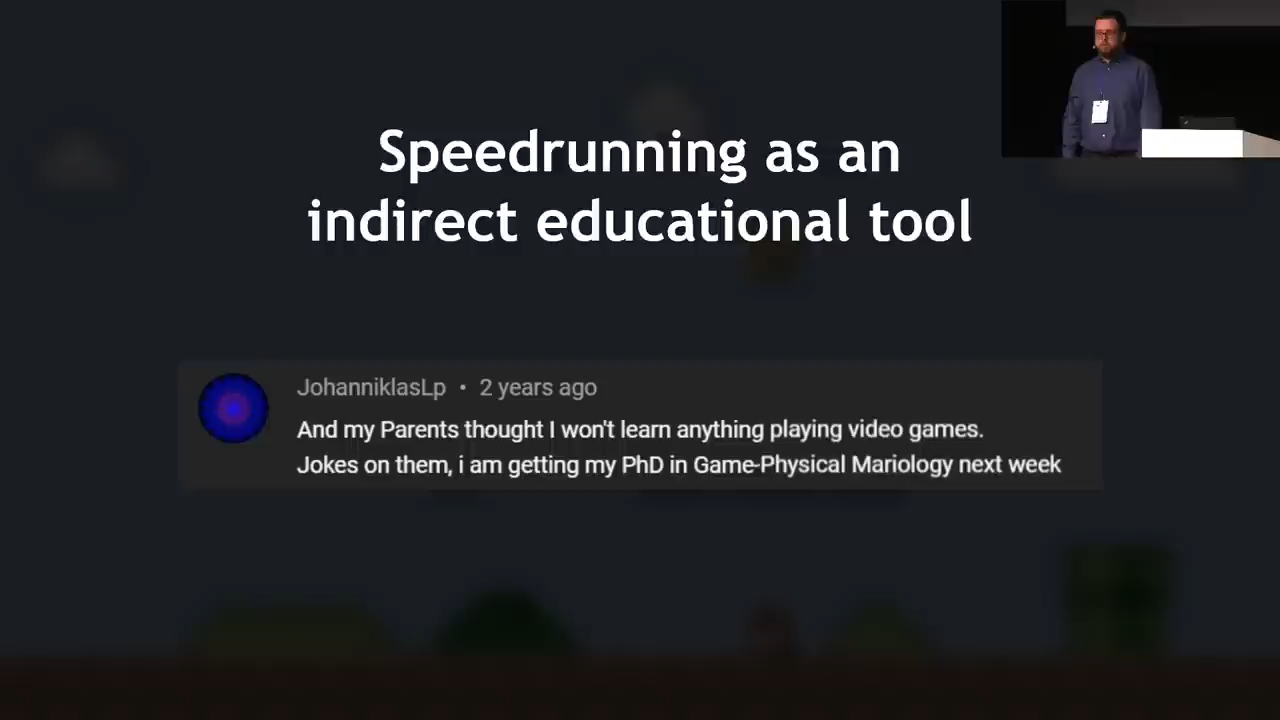 Speedrunning as an
indirect educational tool
JohanniklasLp • 2 years ago
And my Parents thought I won't learn anything playing video games.
Jokes on them, i am getting my PhD in Game-Physical Mariology next week